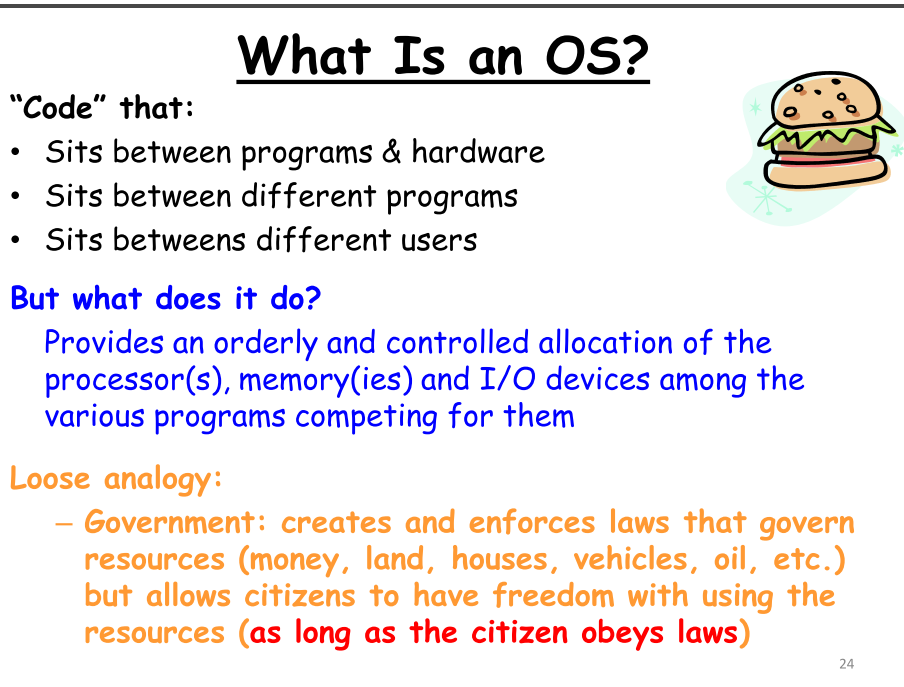 What Is an OS?
“Code” that:
• Sits between programs & hardware
• Sits between different programs
• Sits betweens different users
But what does it do?
Provides an orderly and controlled allocation of the
processor(s), memory(ies) and I/O devices among the
various programs competing for them
Loose analogy:
– Government: creates and enforces laws that govern
resources (money, land, houses, vehicles, oil, etc.)
but allows citizens to have freedom with using the
resources (as long as the citizen obeys laws)
24